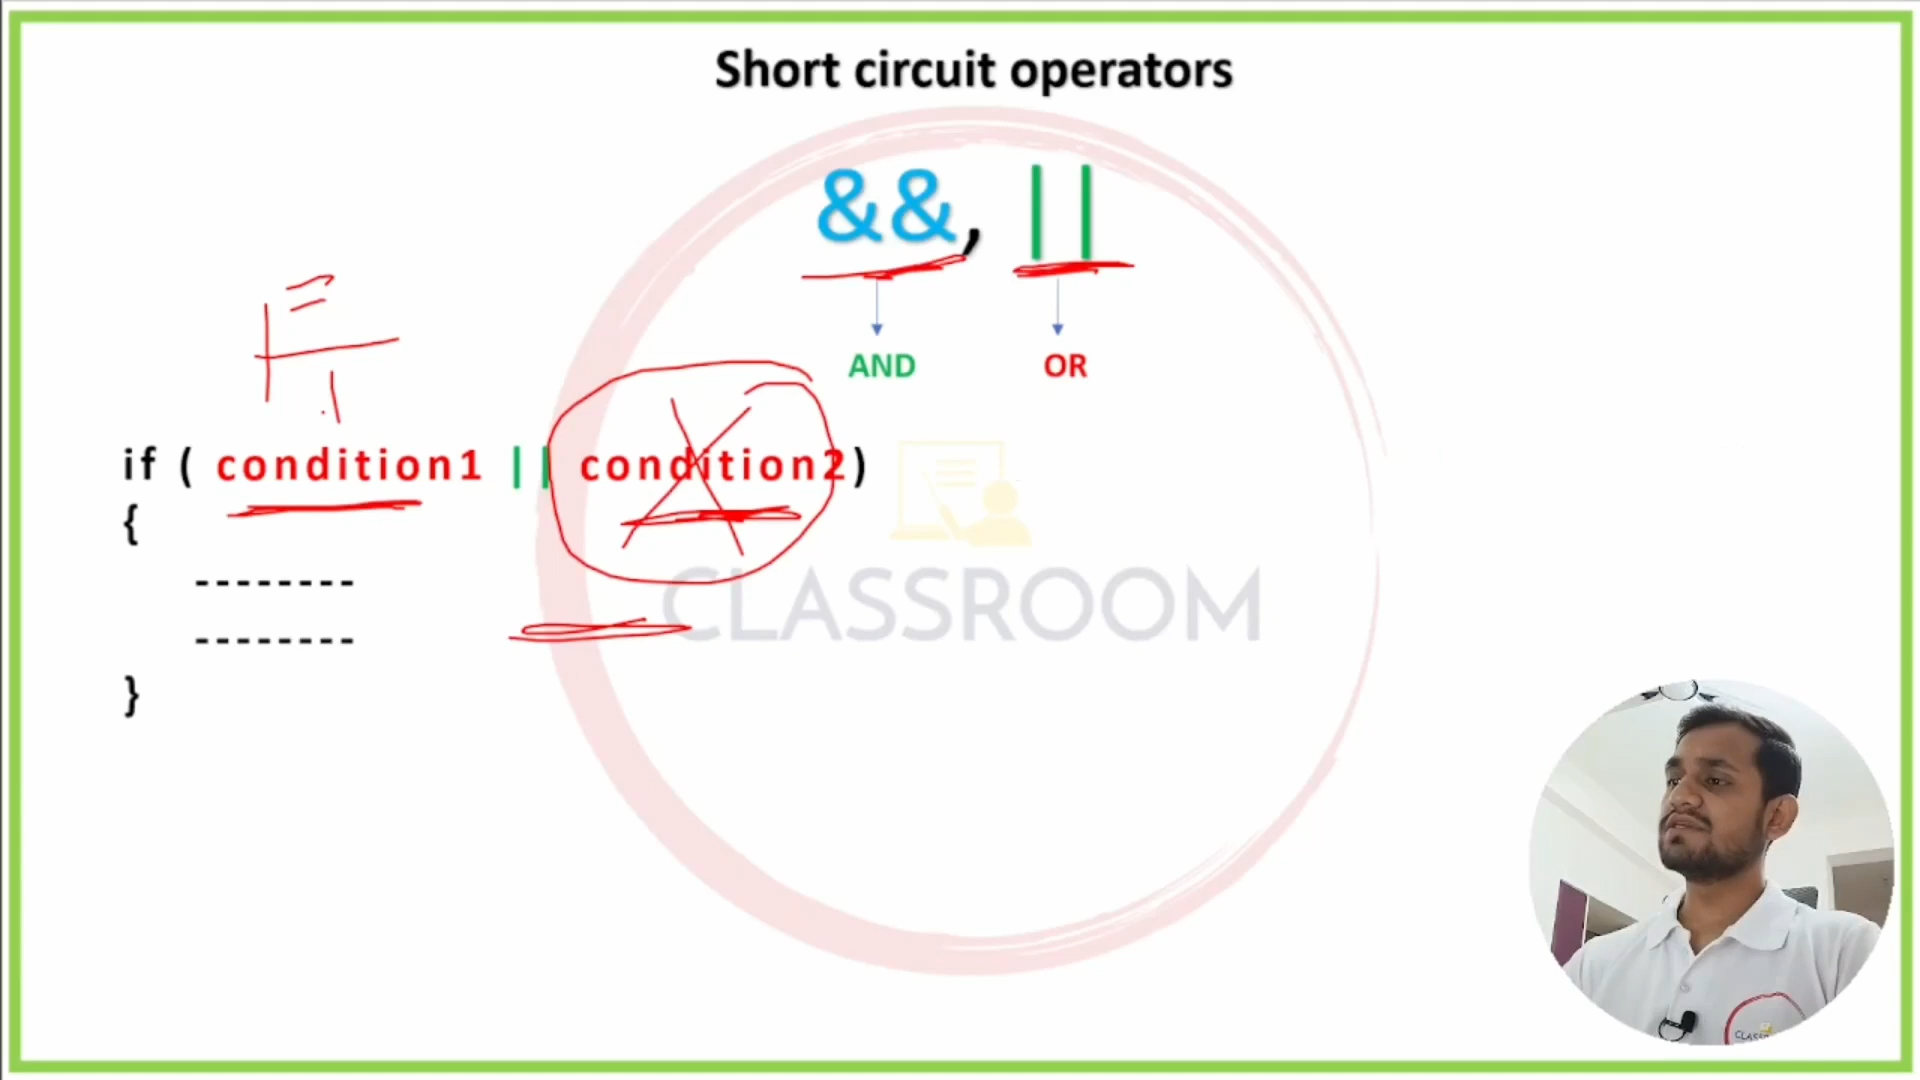 Short circuit operators
&&, ||
AND OR
if ( condition1 || condition2)
{
--------
--------
}
CLASSROOM